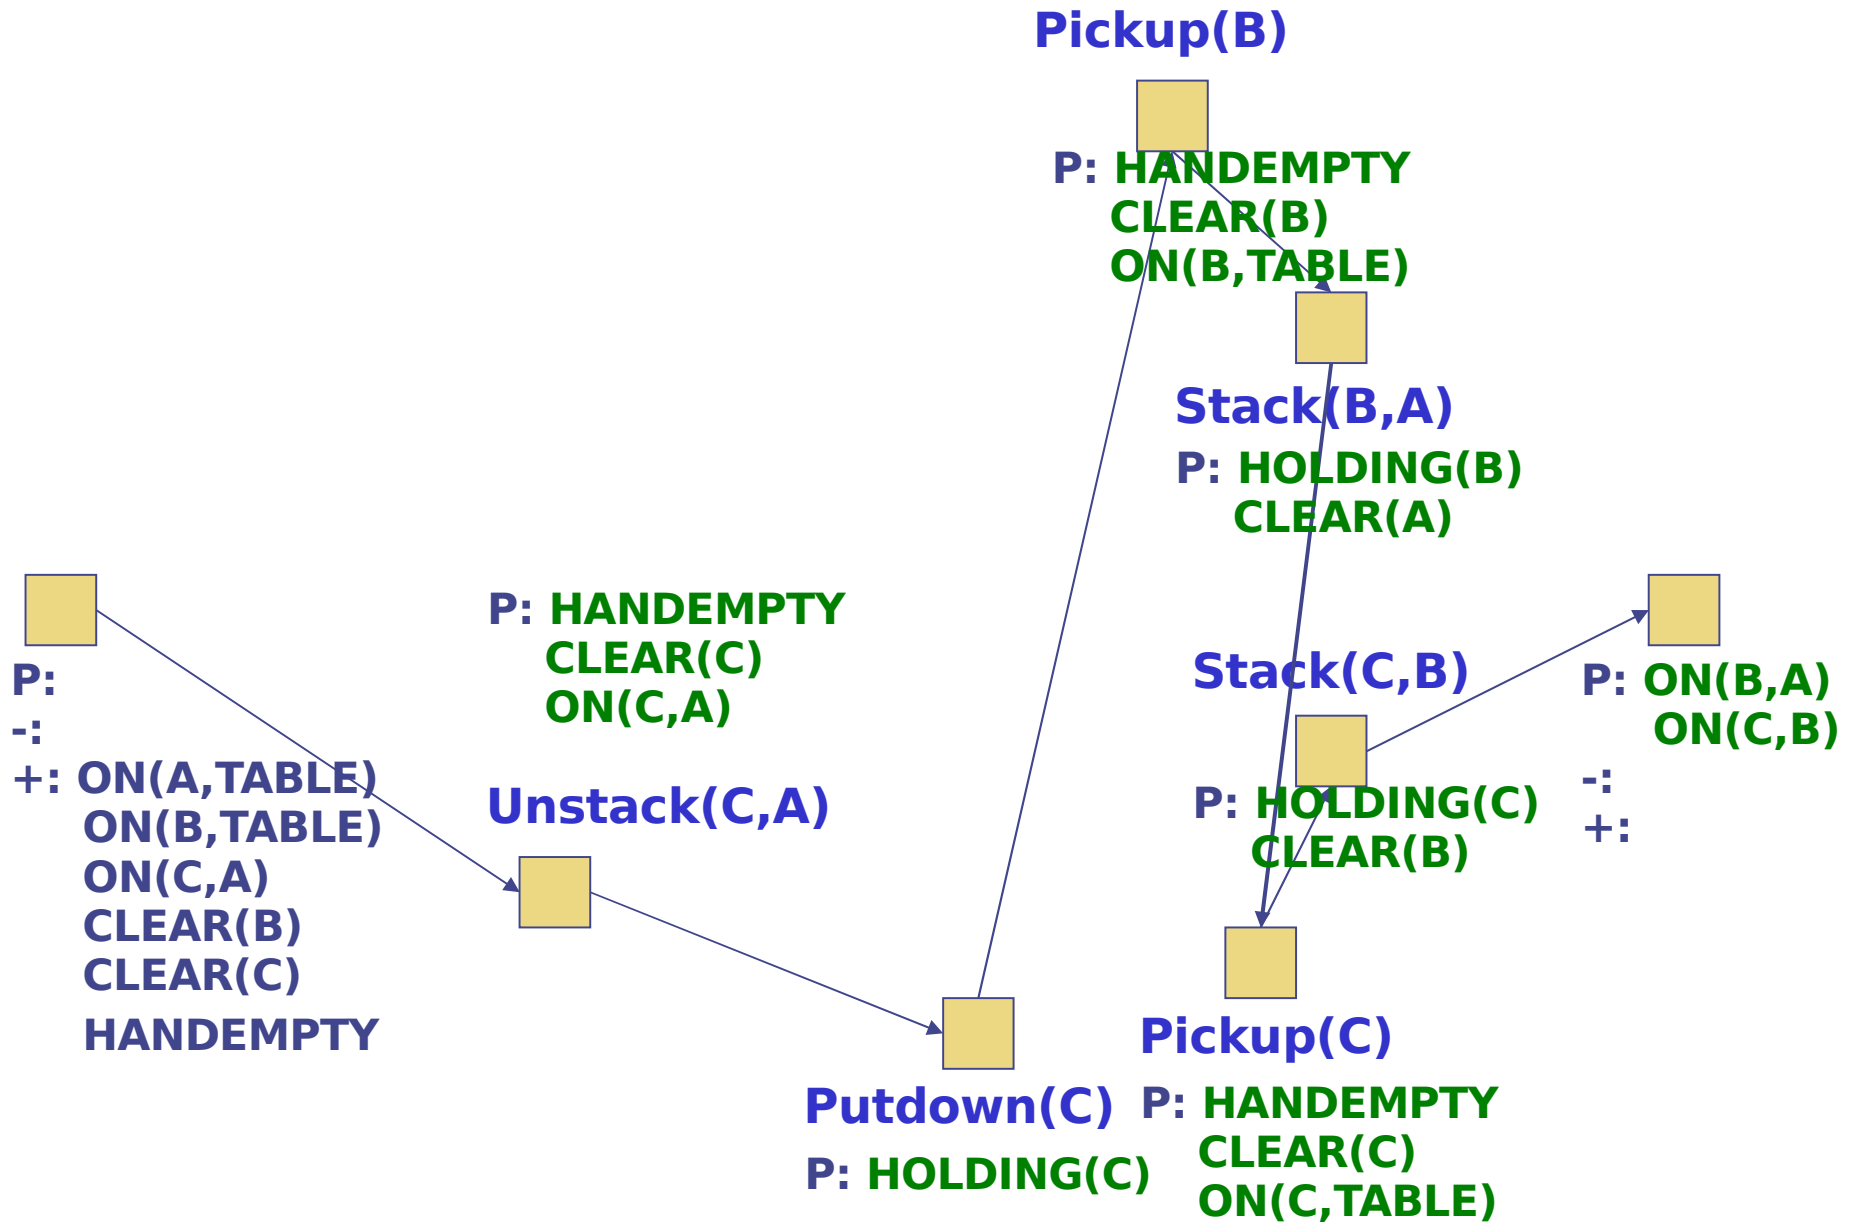 Pickup(B)
P: HANDEMPTY
CLEAR(B)
ON(B,TABLE)
Stack(B,A)
P: HOLDING(B)
CLEAR(A)
P: HANDEMPTY
CLEAR(C)
ON(C,A)
Unstack(C,A)
P:
-:
+: ON(A,TABLE)
ON(B,TABLE)
ON(C,A)
CLEAR(B)
CLEAR(C)
HANDEMPTY
Stack(C,B)
P: HOLDING(C)
CLEAR(B)
P: ON(B,A)
ON(C,B)
-:
+:
Putdown(C)
P: HOLDING(C)
Pickup(C)
P: HANDEMPTY
CLEAR(C)
ON(C,TABLE)